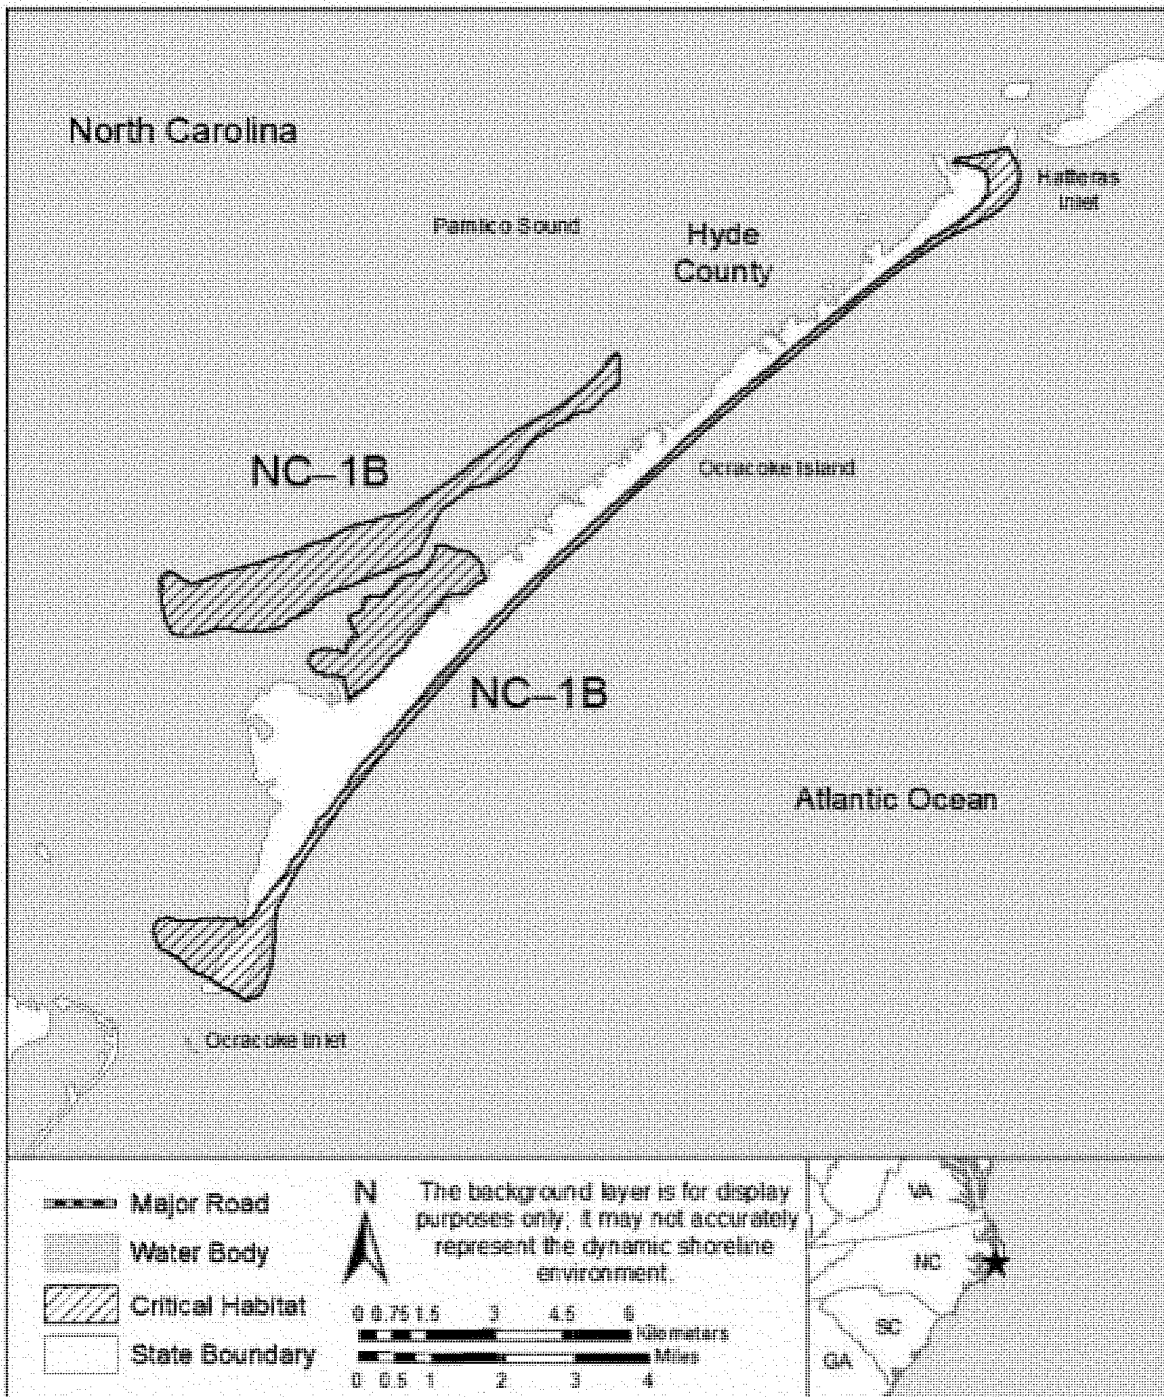 North Carolina
Hatteras
Inlet
Pamlico Sound
Hyde
County
NC–1B
Ocracoke Island
NC–1B
Atlantic Ocean
Ocracoke Inlet
Major Road
Water Body
Critical Habitat
State Boundary
N
The background layer is for display
purposes only; it may not accurately
represent the dynamic shoreline
environment.
0 0.75 1.5 3 4.5 6
Kilometers
Miles
0 0.5 1 2 3 4
VA
NC
SC
GA